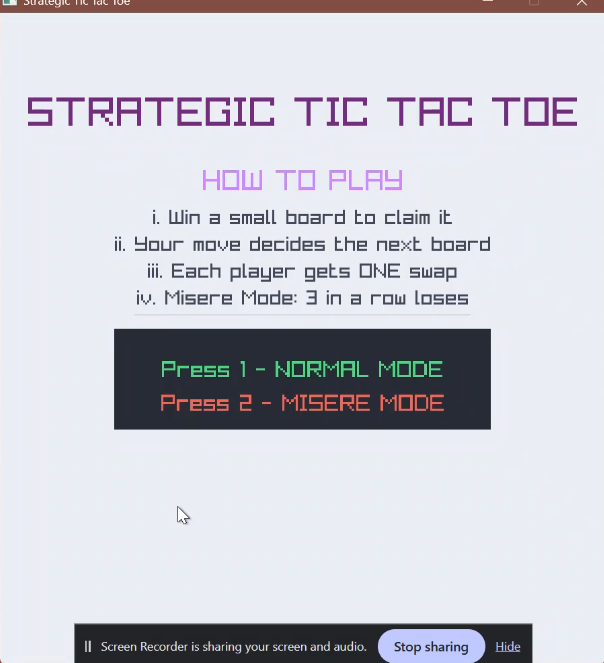 Strategic Tic Tac Toe
STRATEGIC TIC TAC TOE
HOW TO PLAY
i. Win a small board to claim it
ii. Your move decides the next board
iii. Each player gets ONE swap
iv. Misere Mode: 3 in a row loses
Press 1 - NORMAL MODE
Press 2 - MISERE MODE
Screen Recorder is sharing your screen and audio. Stop sharing Hide